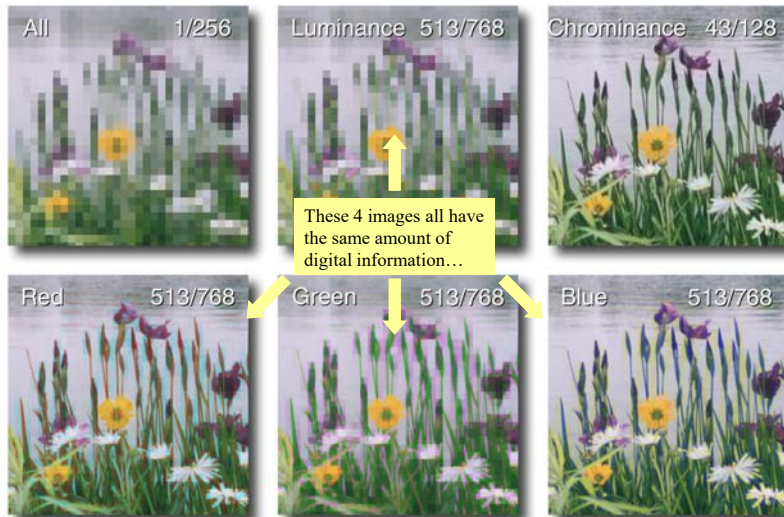 All 1/256
Luminance 513/768
Chrominance 43/128
These 4 images all have
the same amount of
digital information…
Red 513/768
Green 513/768
Blue 513/768